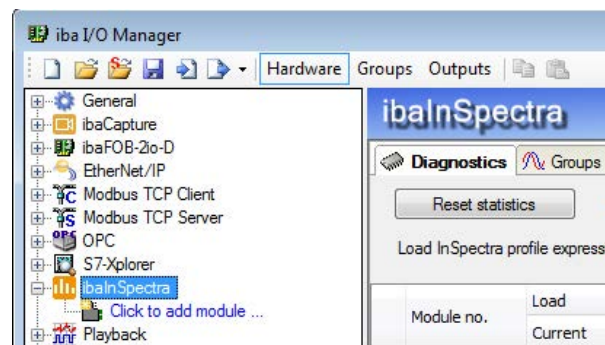 iba I/O Manager
Hardware Groups Outputs
General
ibaCapture
ibaFOB-2io-D
EtherNet/IP
Modbus TCP Client
Modbus TCP Server
OPC
S7-Xplorer
ibaInSpectra
Click to add module ...
Playback
ibaInSpectra
Diagnostics Groups
Reset statistics
Load InSpectra profile express
Module no.
Load
Current